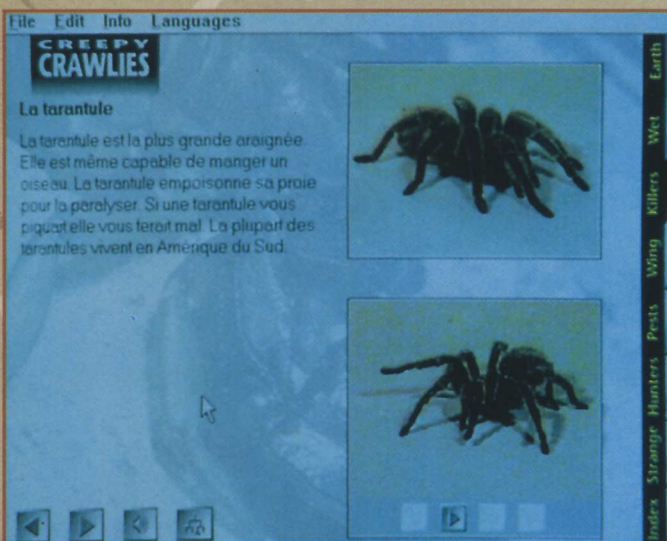 File Edit Info Languages
CREEPY
CRAWLIES
La tarantule
La tarantule est la plus grande araignée.
Elle est même capable de manger un
oiseau. La tarantule empoisonne sa proie
pour la paralyser. Si une tarantule vous
piquait elle vous ferait mal. La plupart des
tarantules vivent en Amérique du Sud.
Earth
Wet
Killers
Wing
Pests
Hunters
Strange
Index